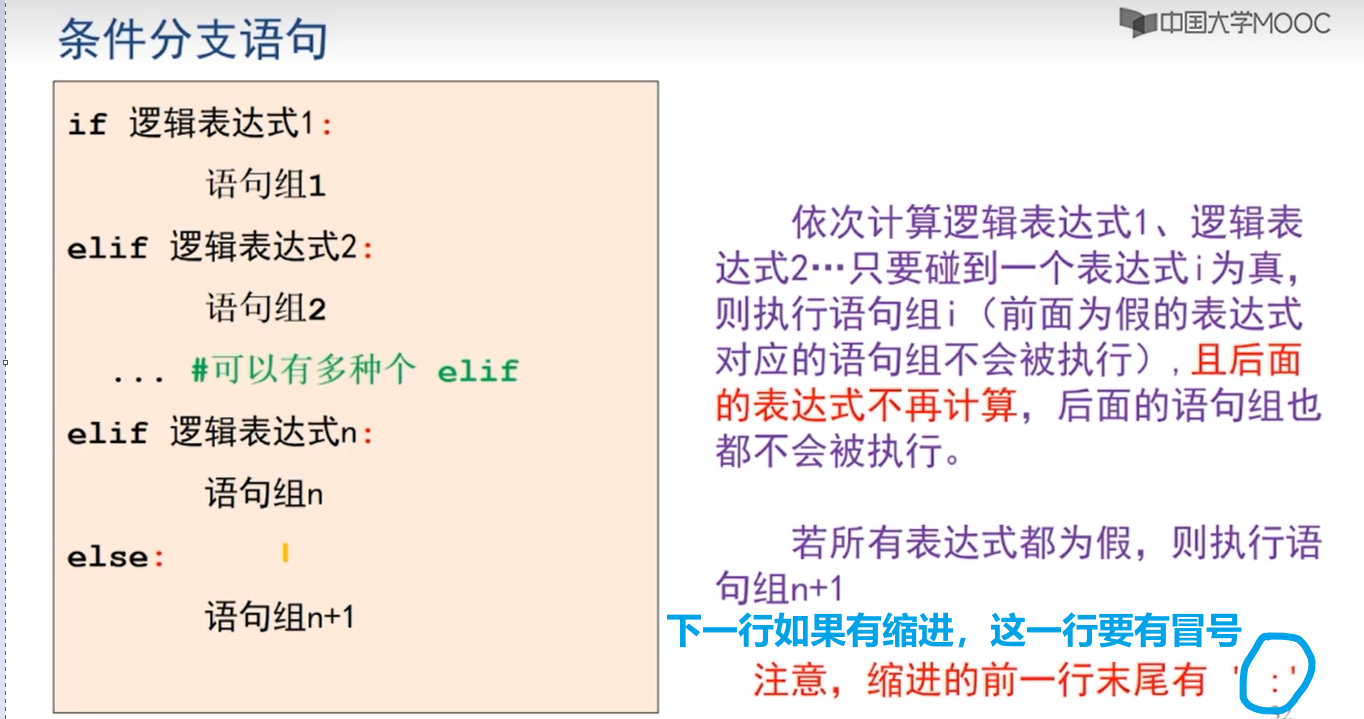 条件分支语句
中国大学MOOC
if 逻辑表达式1:
语句组1
elif 逻辑表达式2:
语句组2
... #可以有多种个 elif
elif 逻辑表达式n:
语句组n
else:
语句组n+1
依次计算逻辑表达式1、逻辑表
达式2…只要碰到一个表达式i为真，
则执行语句组i（前面为假的表达式
对应的语句组不会被执行）,且后面
的表达式不再计算，后面的语句组也
都不会被执行。
若所有表达式都为假，则执行语
句组n+1
下一行如果有缩进，这一行要有冒号
注意，缩进的前一行末尾有 ' :'